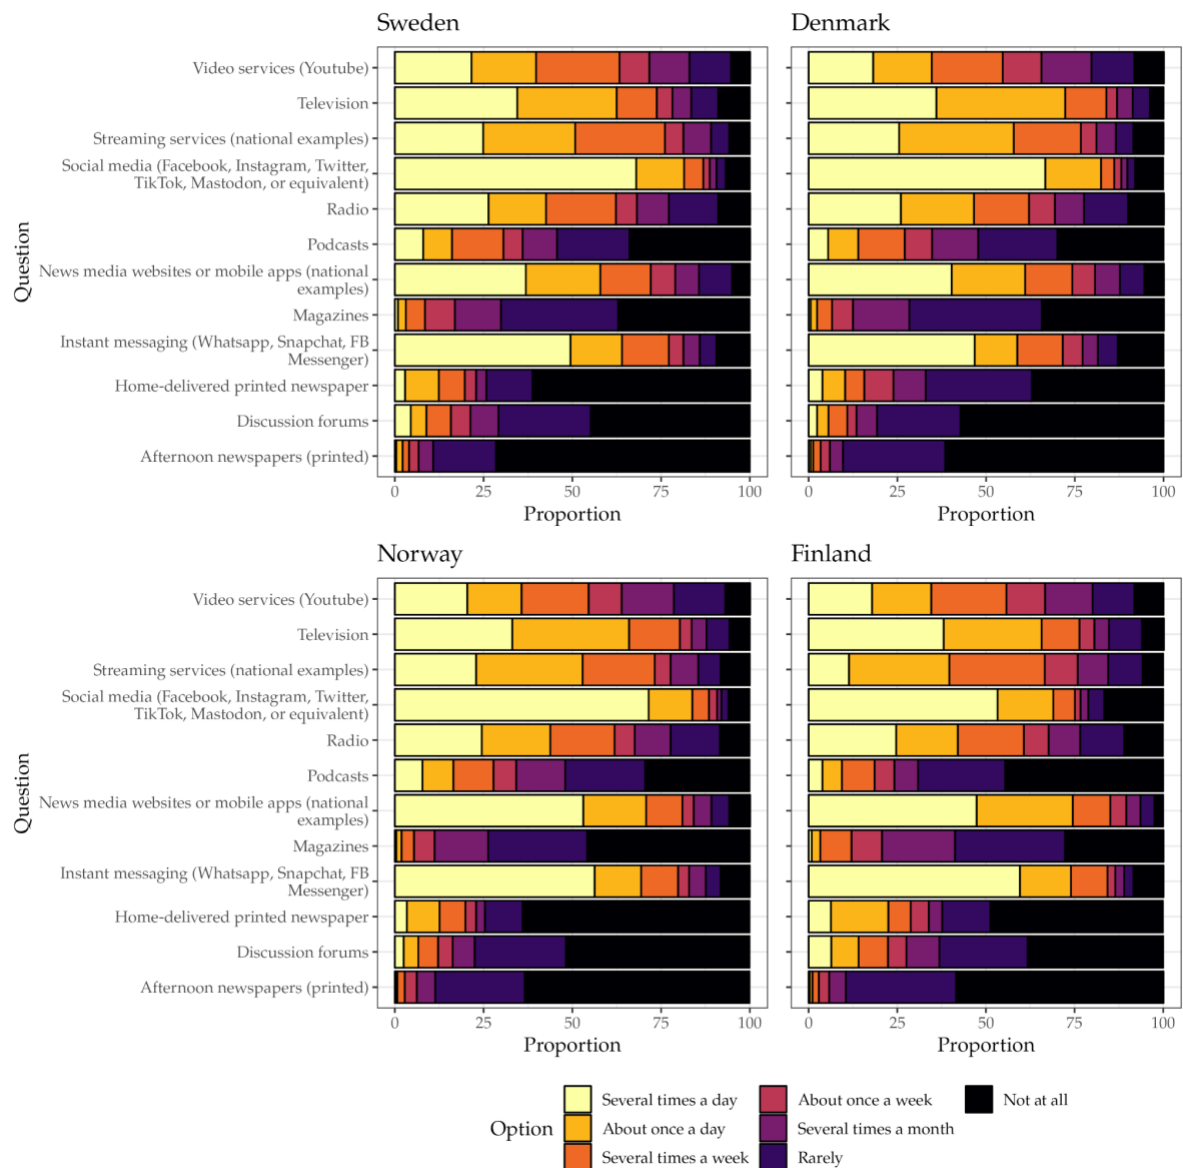 Sweden
Denmark
Question
Video services (Youtube)
Television
Streaming services (national examples)
Social media (Facebook, Instagram, Twitter,
TikTok, Mastodon, or equivalent)
Radio
Podcasts
News media websites or mobile apps (national
examples)
Magazines
Instant messaging (Whatsapp, Snapchat, FB
Messenger)
Home-delivered printed newspaper
Discussion forums
Afternoon newspapers (printed)
0 25 50 75 100
0 25 50 75 100
Proportion
Proportion
Norway
Finland
Question
Video services (Youtube)
Television
Streaming services (national examples)
Social media (Facebook, Instagram, Twitter,
TikTok, Mastodon, or equivalent)
Radio
Podcasts
News media websites or mobile apps (national
examples)
Magazines
Instant messaging (Whatsapp, Snapchat, FB
Messenger)
Home-delivered printed newspaper
Discussion forums
Afternoon newspapers (printed)
0 25 50 75 100
0 25 50 75 100
Proportion
Proportion
Option
Several times a day
About once a day
Several times a week
About once a week
Several times a month
Rarely
Not at all